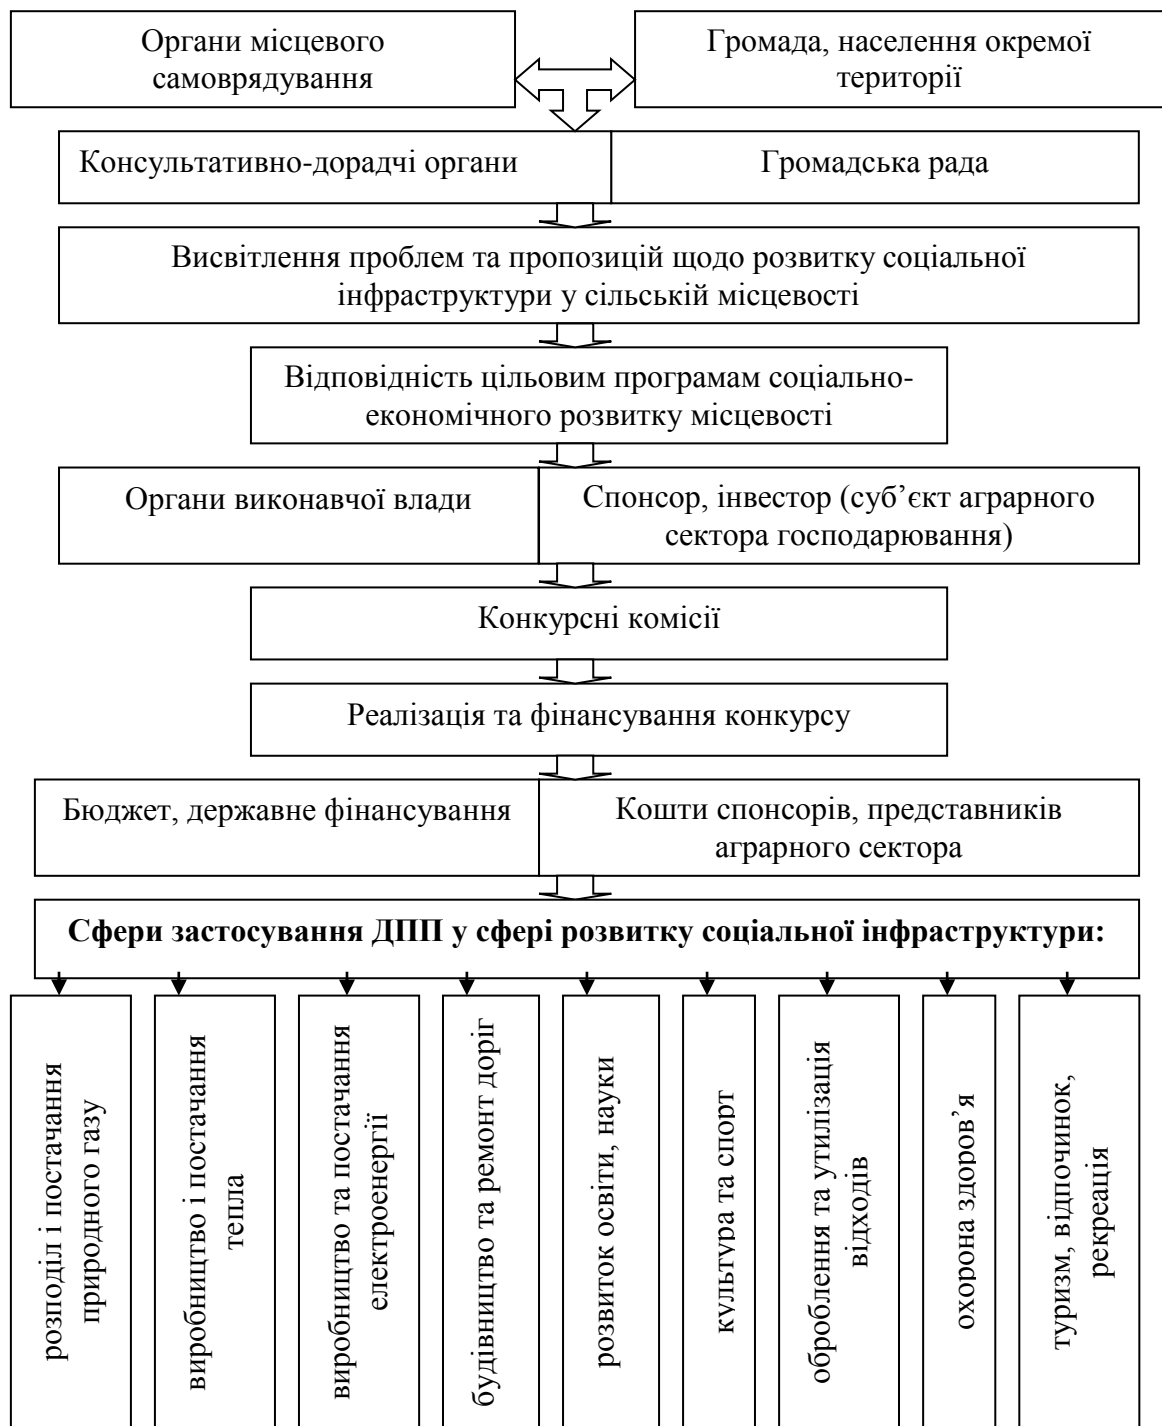 Органи місцевого
самоврядування
Громада, населення окремої
території
Консультативно-дорадчі органи
Громадська рада
Висвітлення проблем та пропозицій щодо розвитку соціальної
інфраструктури у сільській місцевості
Відповідність цільовим програмам соціально-
економічного розвитку місцевості
Органи виконавчої влади
Спонсор, інвестор (суб’єкт аграрного
сектора господарювання)
Конкурсні комісії
Реалізація та фінансування конкурсу
Бюджет, державне фінансування
Кошти спонсорів, представників
аграрного сектора
Сфери застосування ДПП у сфері розвитку соціальної інфраструктури:
розподіл і постачання
природного газу
виробництво і постачання
тепла
виробництво та постачання
електроенергії
будівництво та ремонт доріг
розвиток освіти, науки
культура та спорт
оброблення та утилізація
відходів
охорона здоров’я
туризм, відпочинок,
рекреація